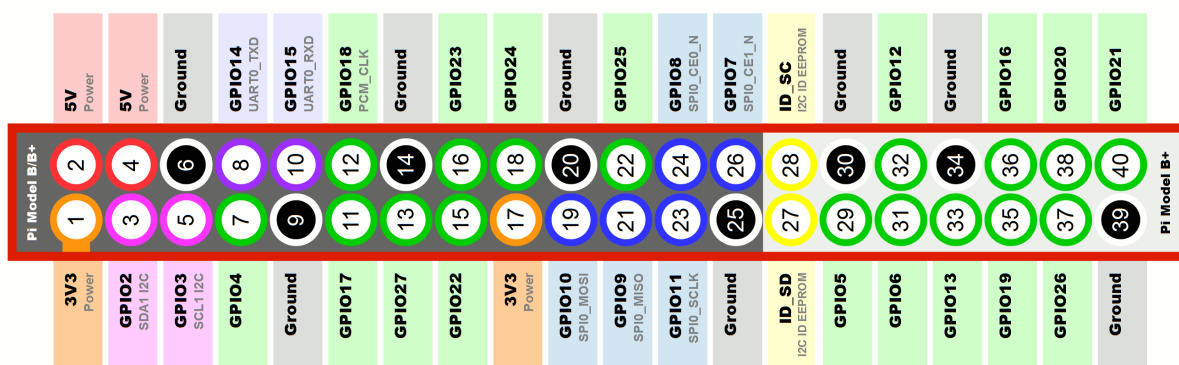 5V
Power
5V
Power
Ground
GPIO14
UART0_TXD
GPIO15
UART0_RXD
GPIO18
PCM_CLK
Ground
GPIO23
GPIO24
Ground
GPIO25
GPIO8
SPI0_CE0_N
GPIO7
SPI0_CE1_N
ID_SC
I2C ID EEPROM
Ground
GPIO12
Ground
GPIO16
GPIO20
GPIO21
Pi Model B/B+
2 4 6 8 10 12 14 16 18 20 22 24 26 28 30 32 34 36 38 40
1 3 5 7 9 11 13 15 17 19 21 23 25 27 29 31 33 35 37 39
Pi Model B+
3V3
Power
GPIO2
SDA1 I2C
GPIO3
SCL1 I2C
GPIO4
Ground
GPIO17
GPIO27
GPIO22
3V3
Power
GPIO10
SPI0_MOSI
GPIO9
SPI0_MISO
GPIO11
SPI0_SCLK
Ground
ID_SD
I2C ID EEPROM
GPIO5
GPIO6
GPIO13
GPIO19
GPIO26
Ground